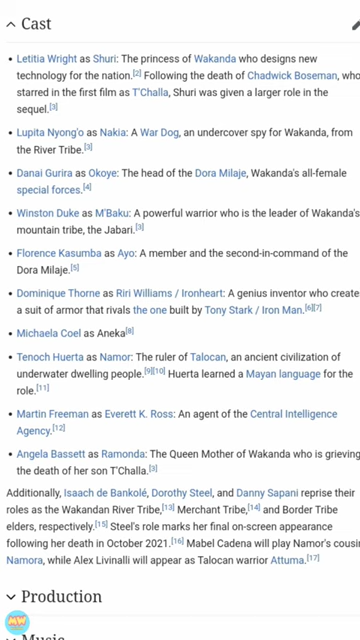 Cast
• Letitia Wright as Shuri: The princess of Wakanda who designs new
technology for the nation.[2] Following the death of Chadwick Boseman, who
starred in the first film as T'Challa, Shuri was given a larger role in the
sequel.[3]
• Lupita Nyong'o as Nakia: A War Dog, an undercover spy for Wakanda, from
the River Tribe.[3]
• Danai Gurira as Okoye: The head of the Dora Milaje, Wakanda's all-female
special forces.[4]
• Winston Duke as M'Baku: A powerful warrior who is the leader of Wakanda's
mountain tribe, the Jabari.[3]
• Florence Kasumba as Ayo: A member and the second-in-command of the
Dora Milaje.[5]
• Dominique Thorne as Riri Williams / Ironheart: A genius inventor who create
a suit of armor that rivals the one built by Tony Stark / Iron Man.[6][7]
• Michaela Coel as Aneka[8]
• Tenoch Huerta as Namor: The ruler of Talocan, an ancient civilization of
underwater dwelling people.[9][10] Huerta learned a Mayan language for the
role.[11]
• Martin Freeman as Everett K. Ross: An agent of the Central Intelligence
Agency.[12]
• Angela Bassett as Ramonda: The Queen Mother of Wakanda who is grieving
the death of her son T'Challa.[3]
Additionally, Isaach de Bankolé, Dorothy Steel, and Danny Sapani reprise their
roles as the Wakandan River Tribe,[13] Merchant Tribe,[14] and Border Tribe
elders, respectively.[15] Steel's role marks her final on-screen appearance
following her death in October 2021.[16] Mabel Cadena will play Namor's cousin
Namora, while Alex Livinalli will appear as Talocan warrior Attuma.[17]
Production
MW